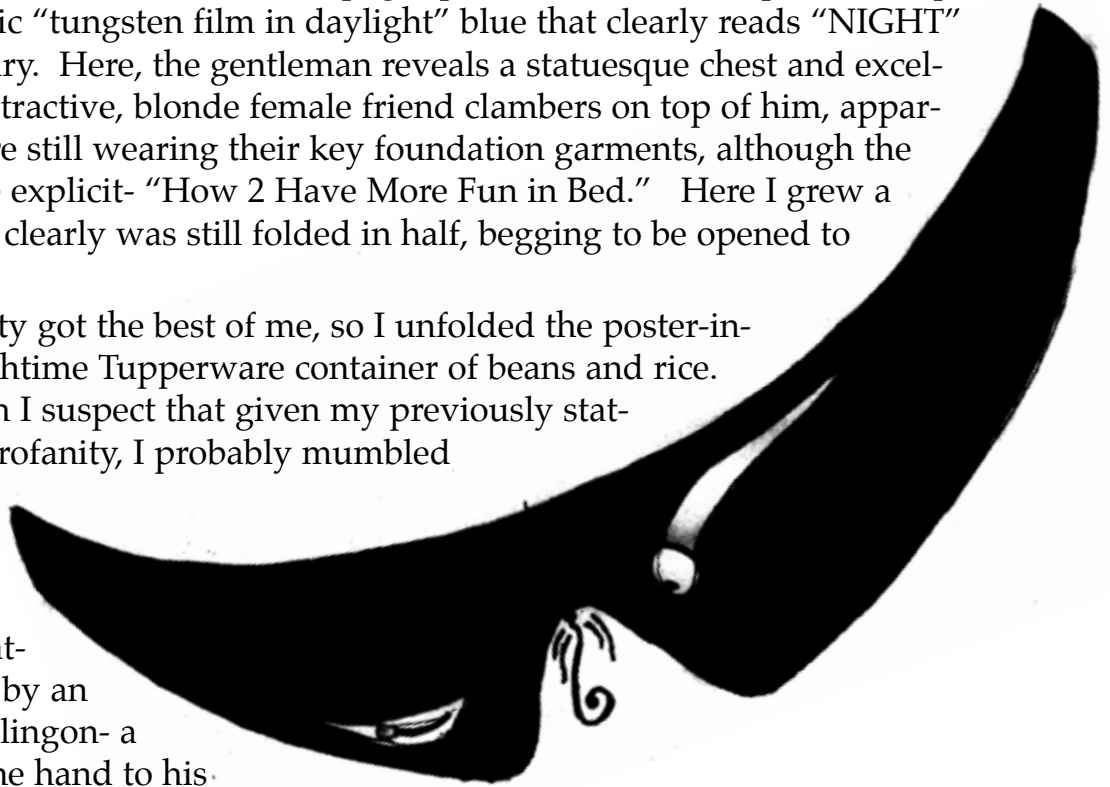 ic “tungsten film in daylight” blue that clearly reads “NIGHT”
ry.  Here, the gentleman reveals a statuesque chest and excel-
tractive, blonde female friend clambers on top of him, appar-
e still wearing their key foundation garments, although the
explicit- “How 2 Have More Fun in Bed.”   Here I grew a
clearly was still folded in half, begging to be opened to
ty got the best of me, so I unfolded the poster-in-
htime Tupperware container of beans and rice.
n I suspect that given my previously stat-
rofanity, I probably mumbled
t-
by an
lingon- a
ne hand to his